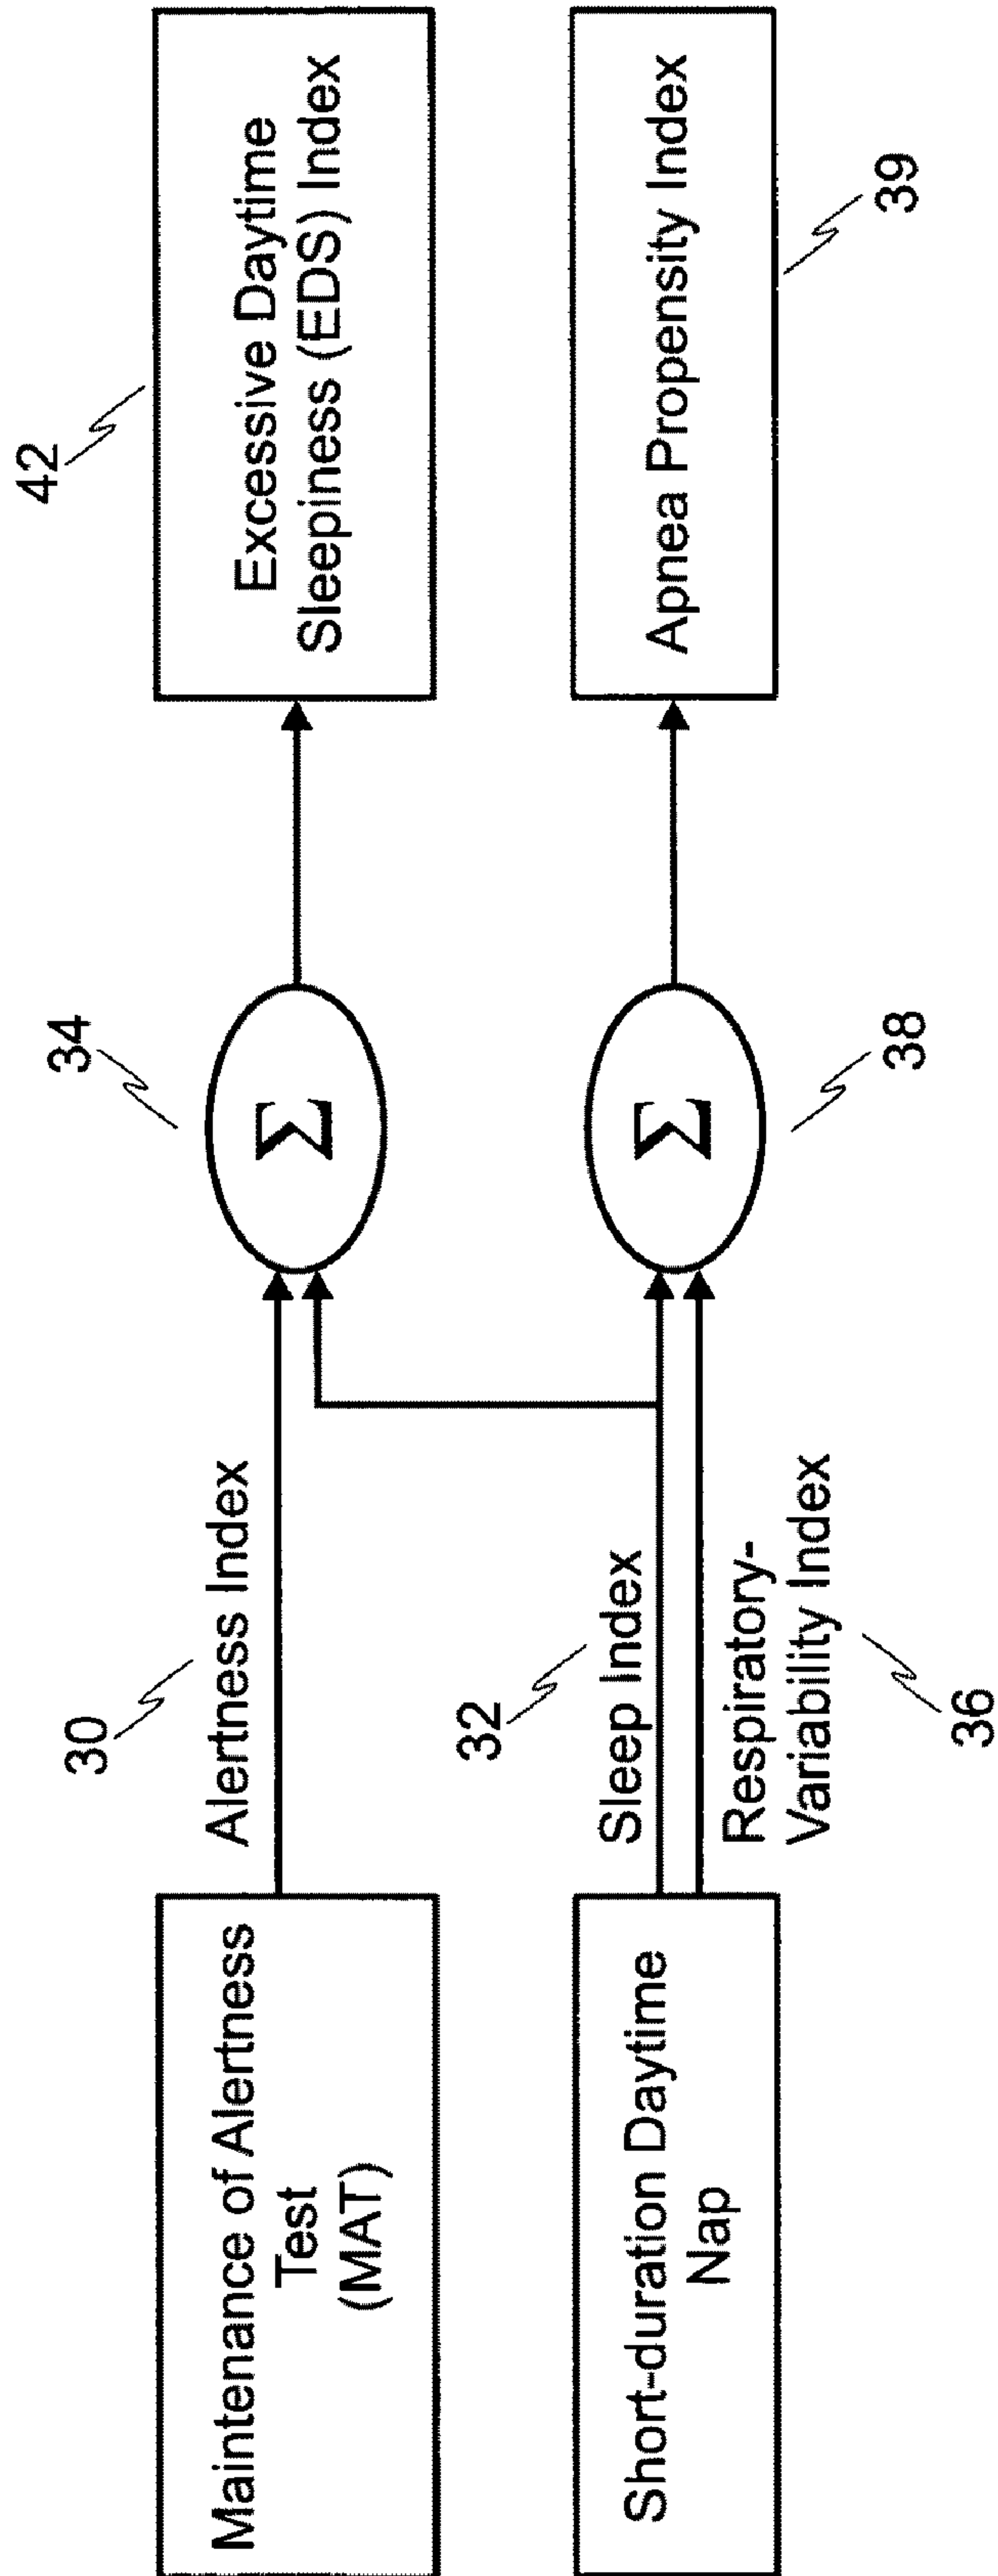 Maintenance of Alertness
Test
(MAT)
30
Alertness Index
34
Σ
42
Excessive Daytime
Sleepiness (EDS) Index
Short-duration Daytime
Nap
32
Sleep Index
Respiratory-
Variability Index
36
Σ
38
Apnea Propensity Index
39